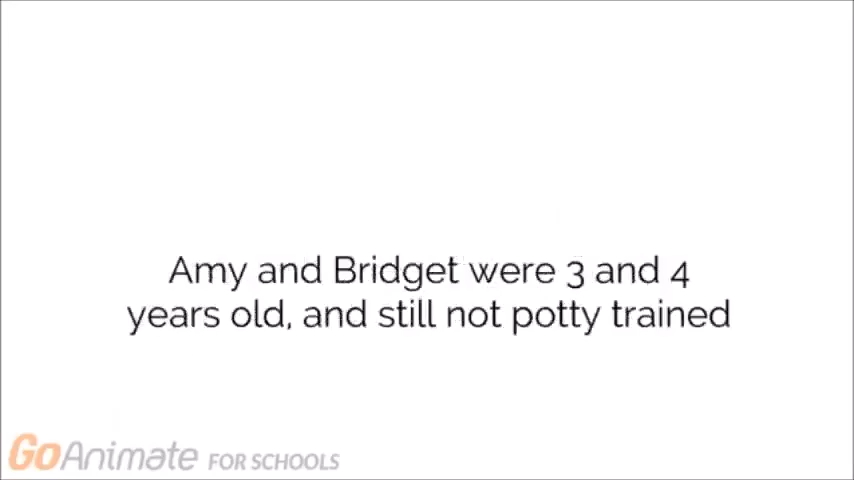 Amy and Bridget were 3 and 4
years old, and still not potty trained
GoAnimate FOR SCHOOLS